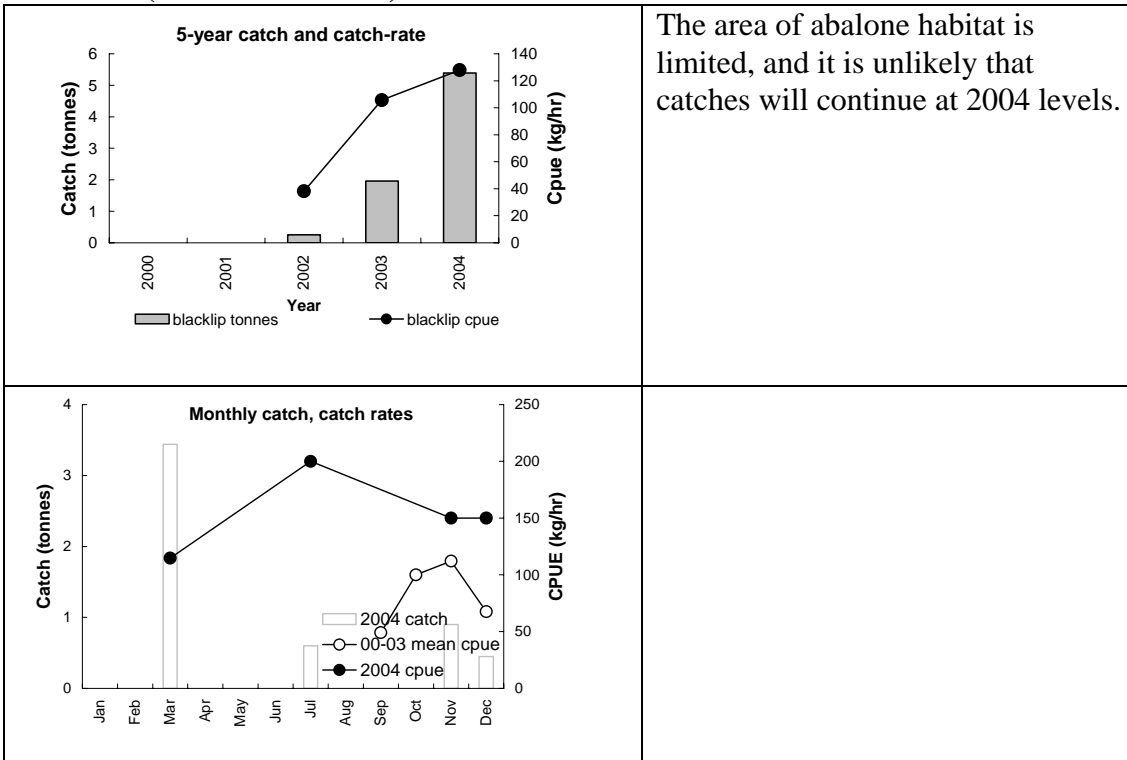 5-year catch and catch-rate
6
5
4
3
2
1
0
Catch (tonnes)
140
120
100
80
60
40
20
0
Cpue (kg/hr)
2000
2001
2002
2003
2004
Year
blacklip tonnes
blacklip cpue
The area of abalone habitat is
limited, and it is unlikely that
catches will continue at 2004 levels.
Monthly catch, catch rates
4
3
2
1
0
Catch (tonnes)
250
200
150
100
50
0
CPUE (kg/hr)
2004 catch
00-03 mean cpue
2004 cpue
Jan
Feb
Mar
Apr
May
Jun
Jul
Aug
Sep
Oct
Nov
Dec